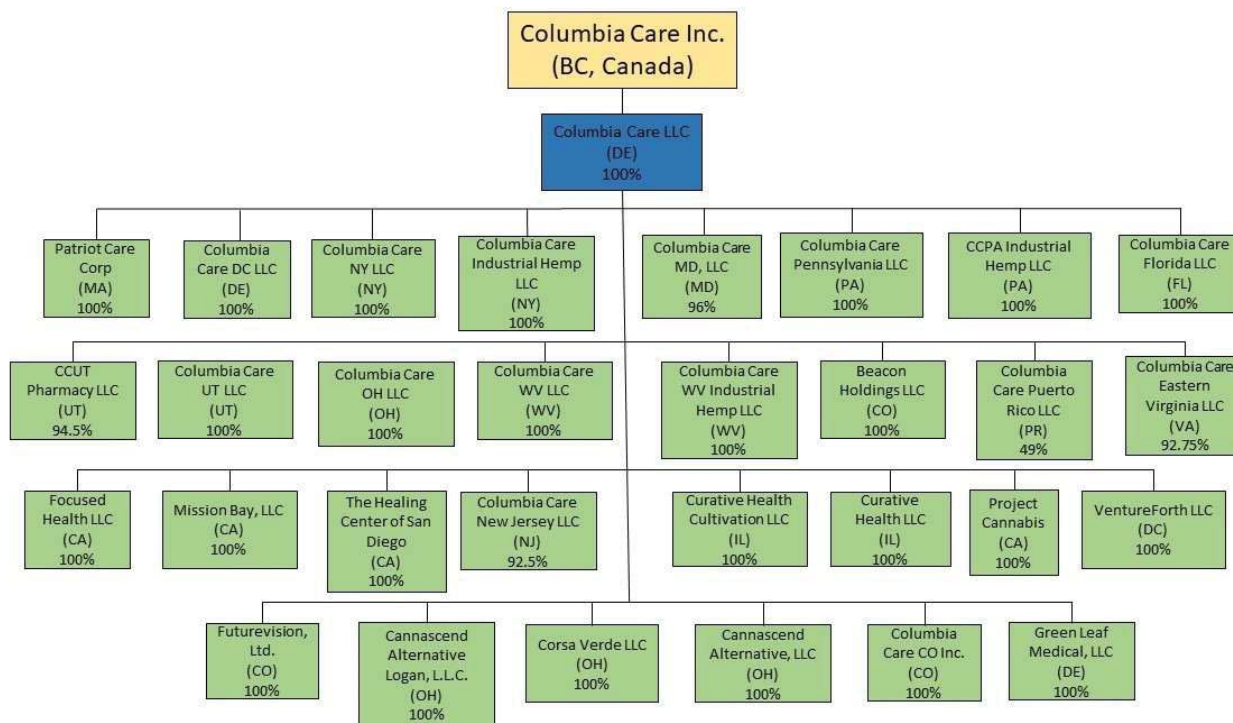 Columbia Care Inc.
(BC, Canada)
Columbia Care LLC
(DE)
100%
Patriot Care
Corp
(MA)
100%
Columbia
Care DC LLC
(DE)
100%
Columbia Care
NY LLC
(NY)
100%
Columbia Care
Industrial Hemp
LLC
(NY)
100%
Columbia Care
MD, LLC
(MD)
96%
Columbia Care
Pennsylvania LLC
(PA)
100%
CCPA Industrial
Hemp LLC
(PA)
100%
Columbia Care
Florida LLC
(FL)
100%
CCUT
Pharmacy LLC
(UT)
94.5%
Columbia Care
UT LLC
(UT)
100%
Columbia Care
OH LLC
(OH)
100%
Columbia Care
WV LLC
(WV)
100%
Columbia Care
WV Industrial
Hemp LLC
(WV)
100%
Beacon
Holdings LLC
(CO)
100%
Columbia
Care Puerto
Rico LLC
(PR)
49%
Columbia Care
Eastern
Virginia LLC
(VA)
92.75%
Focused
Health LLC
(CA)
100%
Mission Bay, LLC
(CA)
100%
The Healing
Center of San
Diego
(CA)
100%
Columbia Care
New Jersey LLC
(NJ)
92.5%
Curative Health
Cultivation LLC
(IL)
100%
Curative
Health LLC
(IL)
100%
Project
Cannabis
(CA)
100%
VentureForth LLC
(DC)
100%
Futurevision,
Ltd.
(CO)
100%
Cannascend
Alternative
Logan, L.L.C.
(OH)
100%
Corsa Verde LLC
(OH)
100%
Cannascend
Alternative, LLC
(OH)
100%
Columbia
Care CO Inc.
(CO)
100%
Green Leaf
Medical, LLC
(DE)
100%